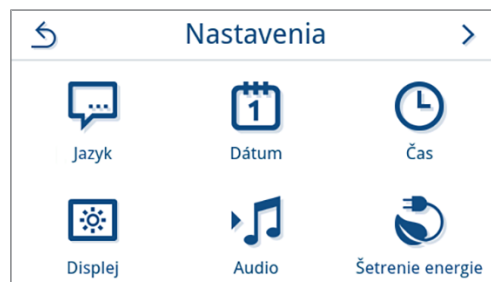 Nastavenia
Jazyk
Dátum
1
Čas
Displej
Audio
Šetrenie energie